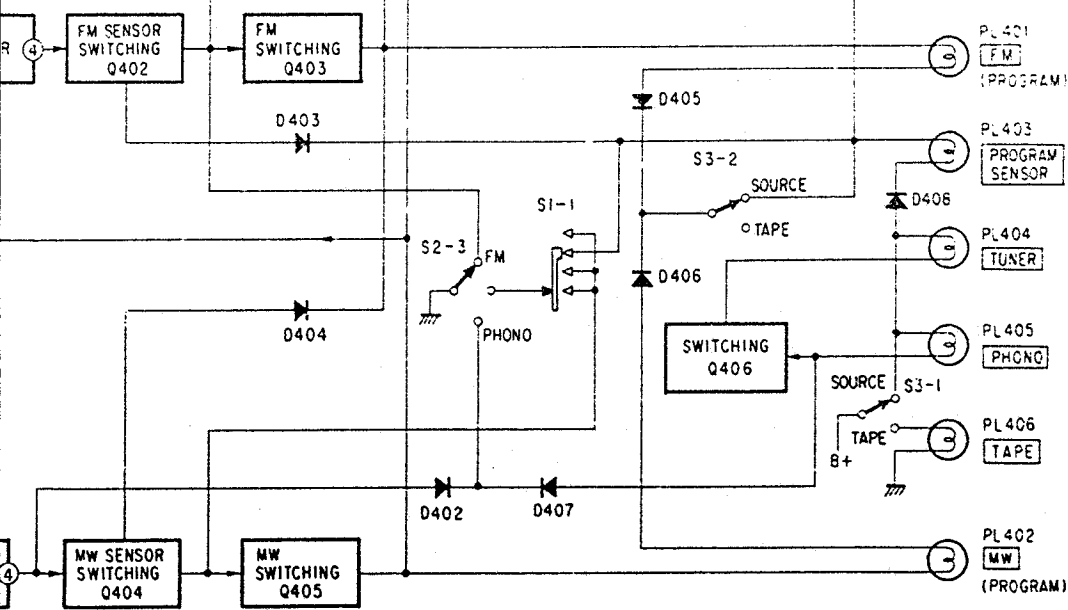 R
4
FM SENSOR
SWITCHING
Q402
FM
SWITCHING
Q403
PL401
FM
(PROGRAM)
D405
D403
PL403
PROGRAM
SENSOR
S3-2
SOURCE
TAPE
D408
S1-1
S2-3
FM
PL404
TUNER
D406
D404
PHONO
SWITCHING
Q406
PL405
PHONO
SOURCE
S3-1
TAPE
B+
PL406
TAPE
D402
D407
4
MW SENSOR
SWITCHING
Q404
MW
SWITCHING
Q405
PL402
MW
(PROGRAM)